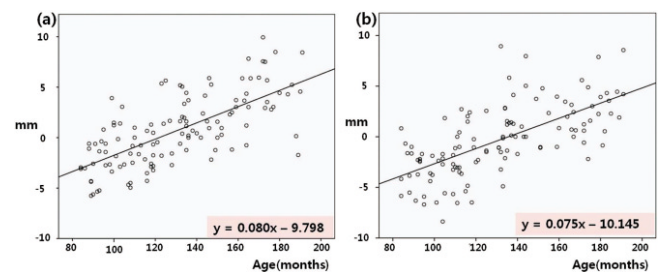 (a)
10
5
mm
0
-5
-10
y = 0.080x – 9.798
80 100 120 140 160 180 200
Age(months)
(b)
10
5
mm
0
-5
-10
y = 0.075x – 10.145
80 100 120 140 160 180 200
Age(months)